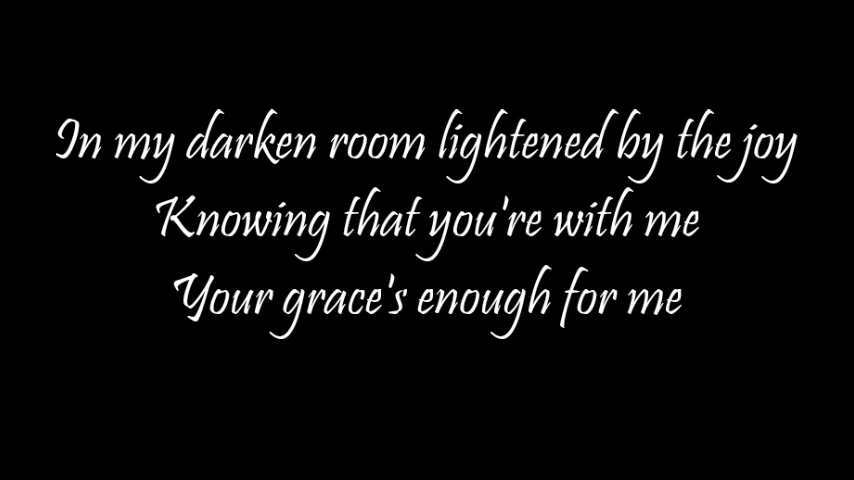 In my darken room lightened by the joy
Knowing that you're with me
Your grace's enough for me